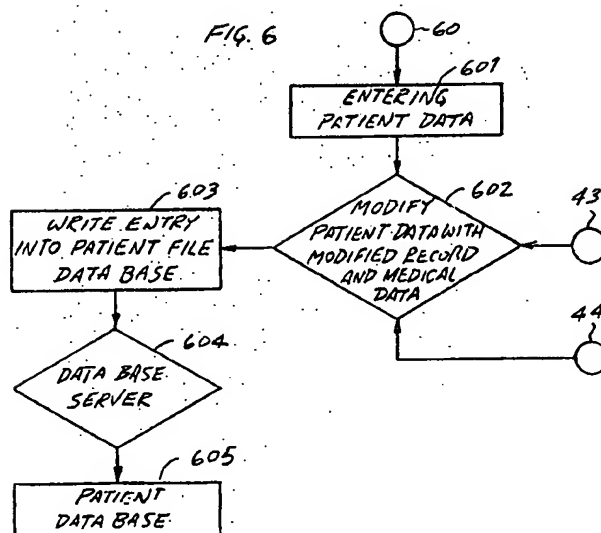 FIG. 6
60
601
ENTERING
PATIENT DATA
602
MODIFY
PATIENT DATA WITH
MODIFIED RECORD
AND MEDICAL
DATA
43
44
603
WRITE ENTRY
INTO PATIENT FILE
DATA BASE
604
DATA BASE
SERVER
605
PATIENT
DATA BASE